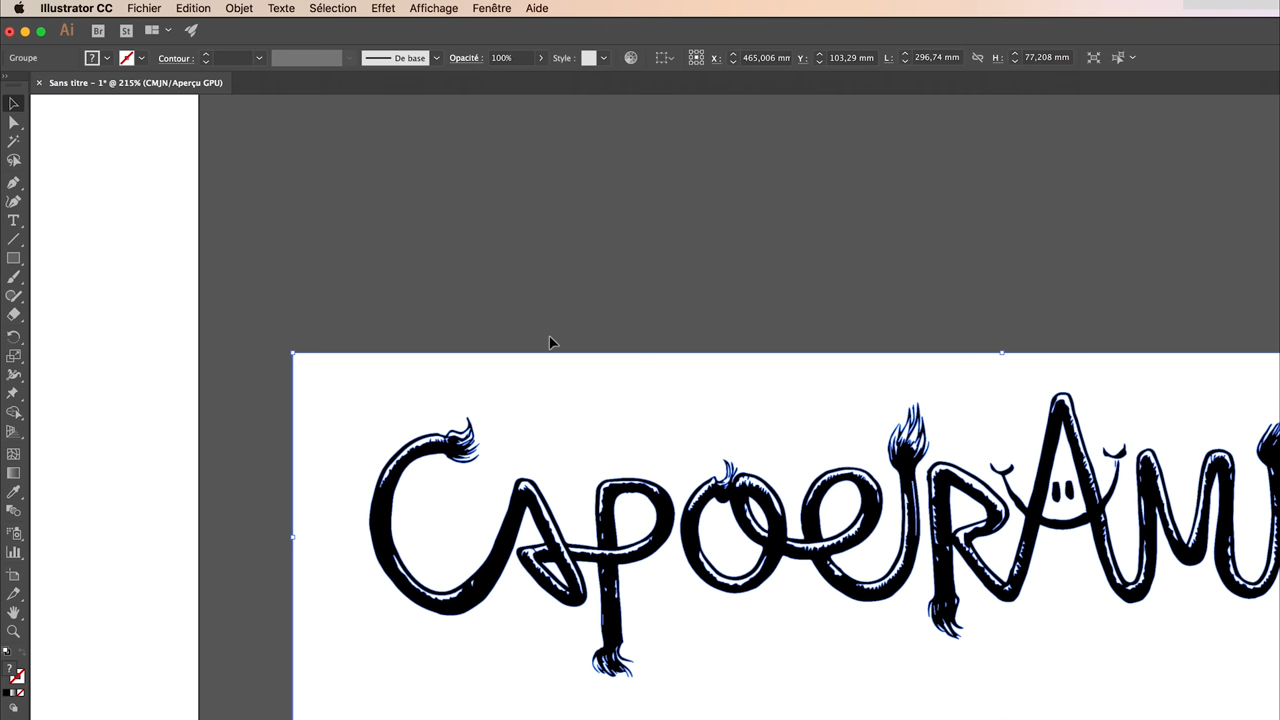 Illustrator CC Fichier Edition Objet Texte Sélection Effet Affichage Fenêtre Aide
Ai Br St
Groupe ? Contour : De base Opacité : 100% Style : X : 465,006 mm Y : 103,29 mm L : 296,74 mm H : 77,208 mm
× Sans titre - 1* @ 215% (CMJN/Aperçu GPU)
CAPOEIRAMI